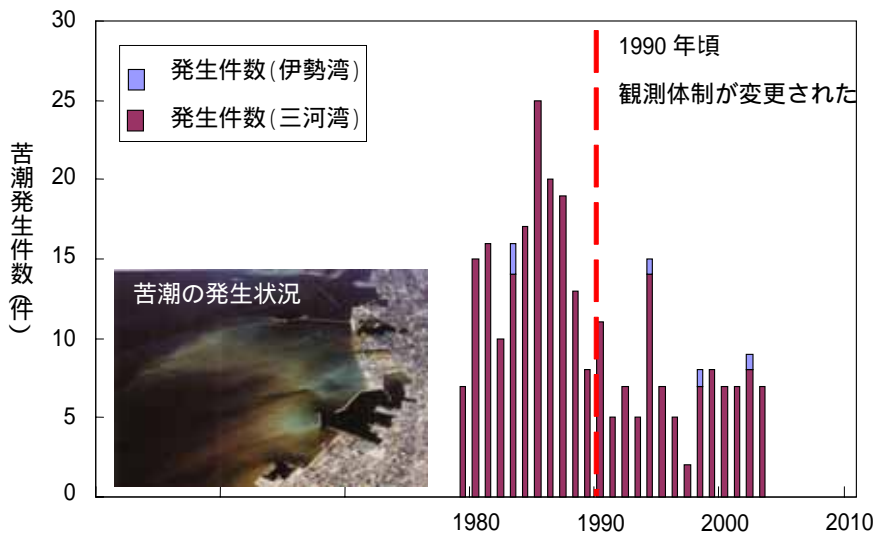 30
25
20
15
10
5
0
苦潮発生件数(件)
発生件数(伊勢湾)
発生件数(三河湾)
1990 年頃
観測体制が変更された
苦潮の発生状況
1980
1990
2000
2010